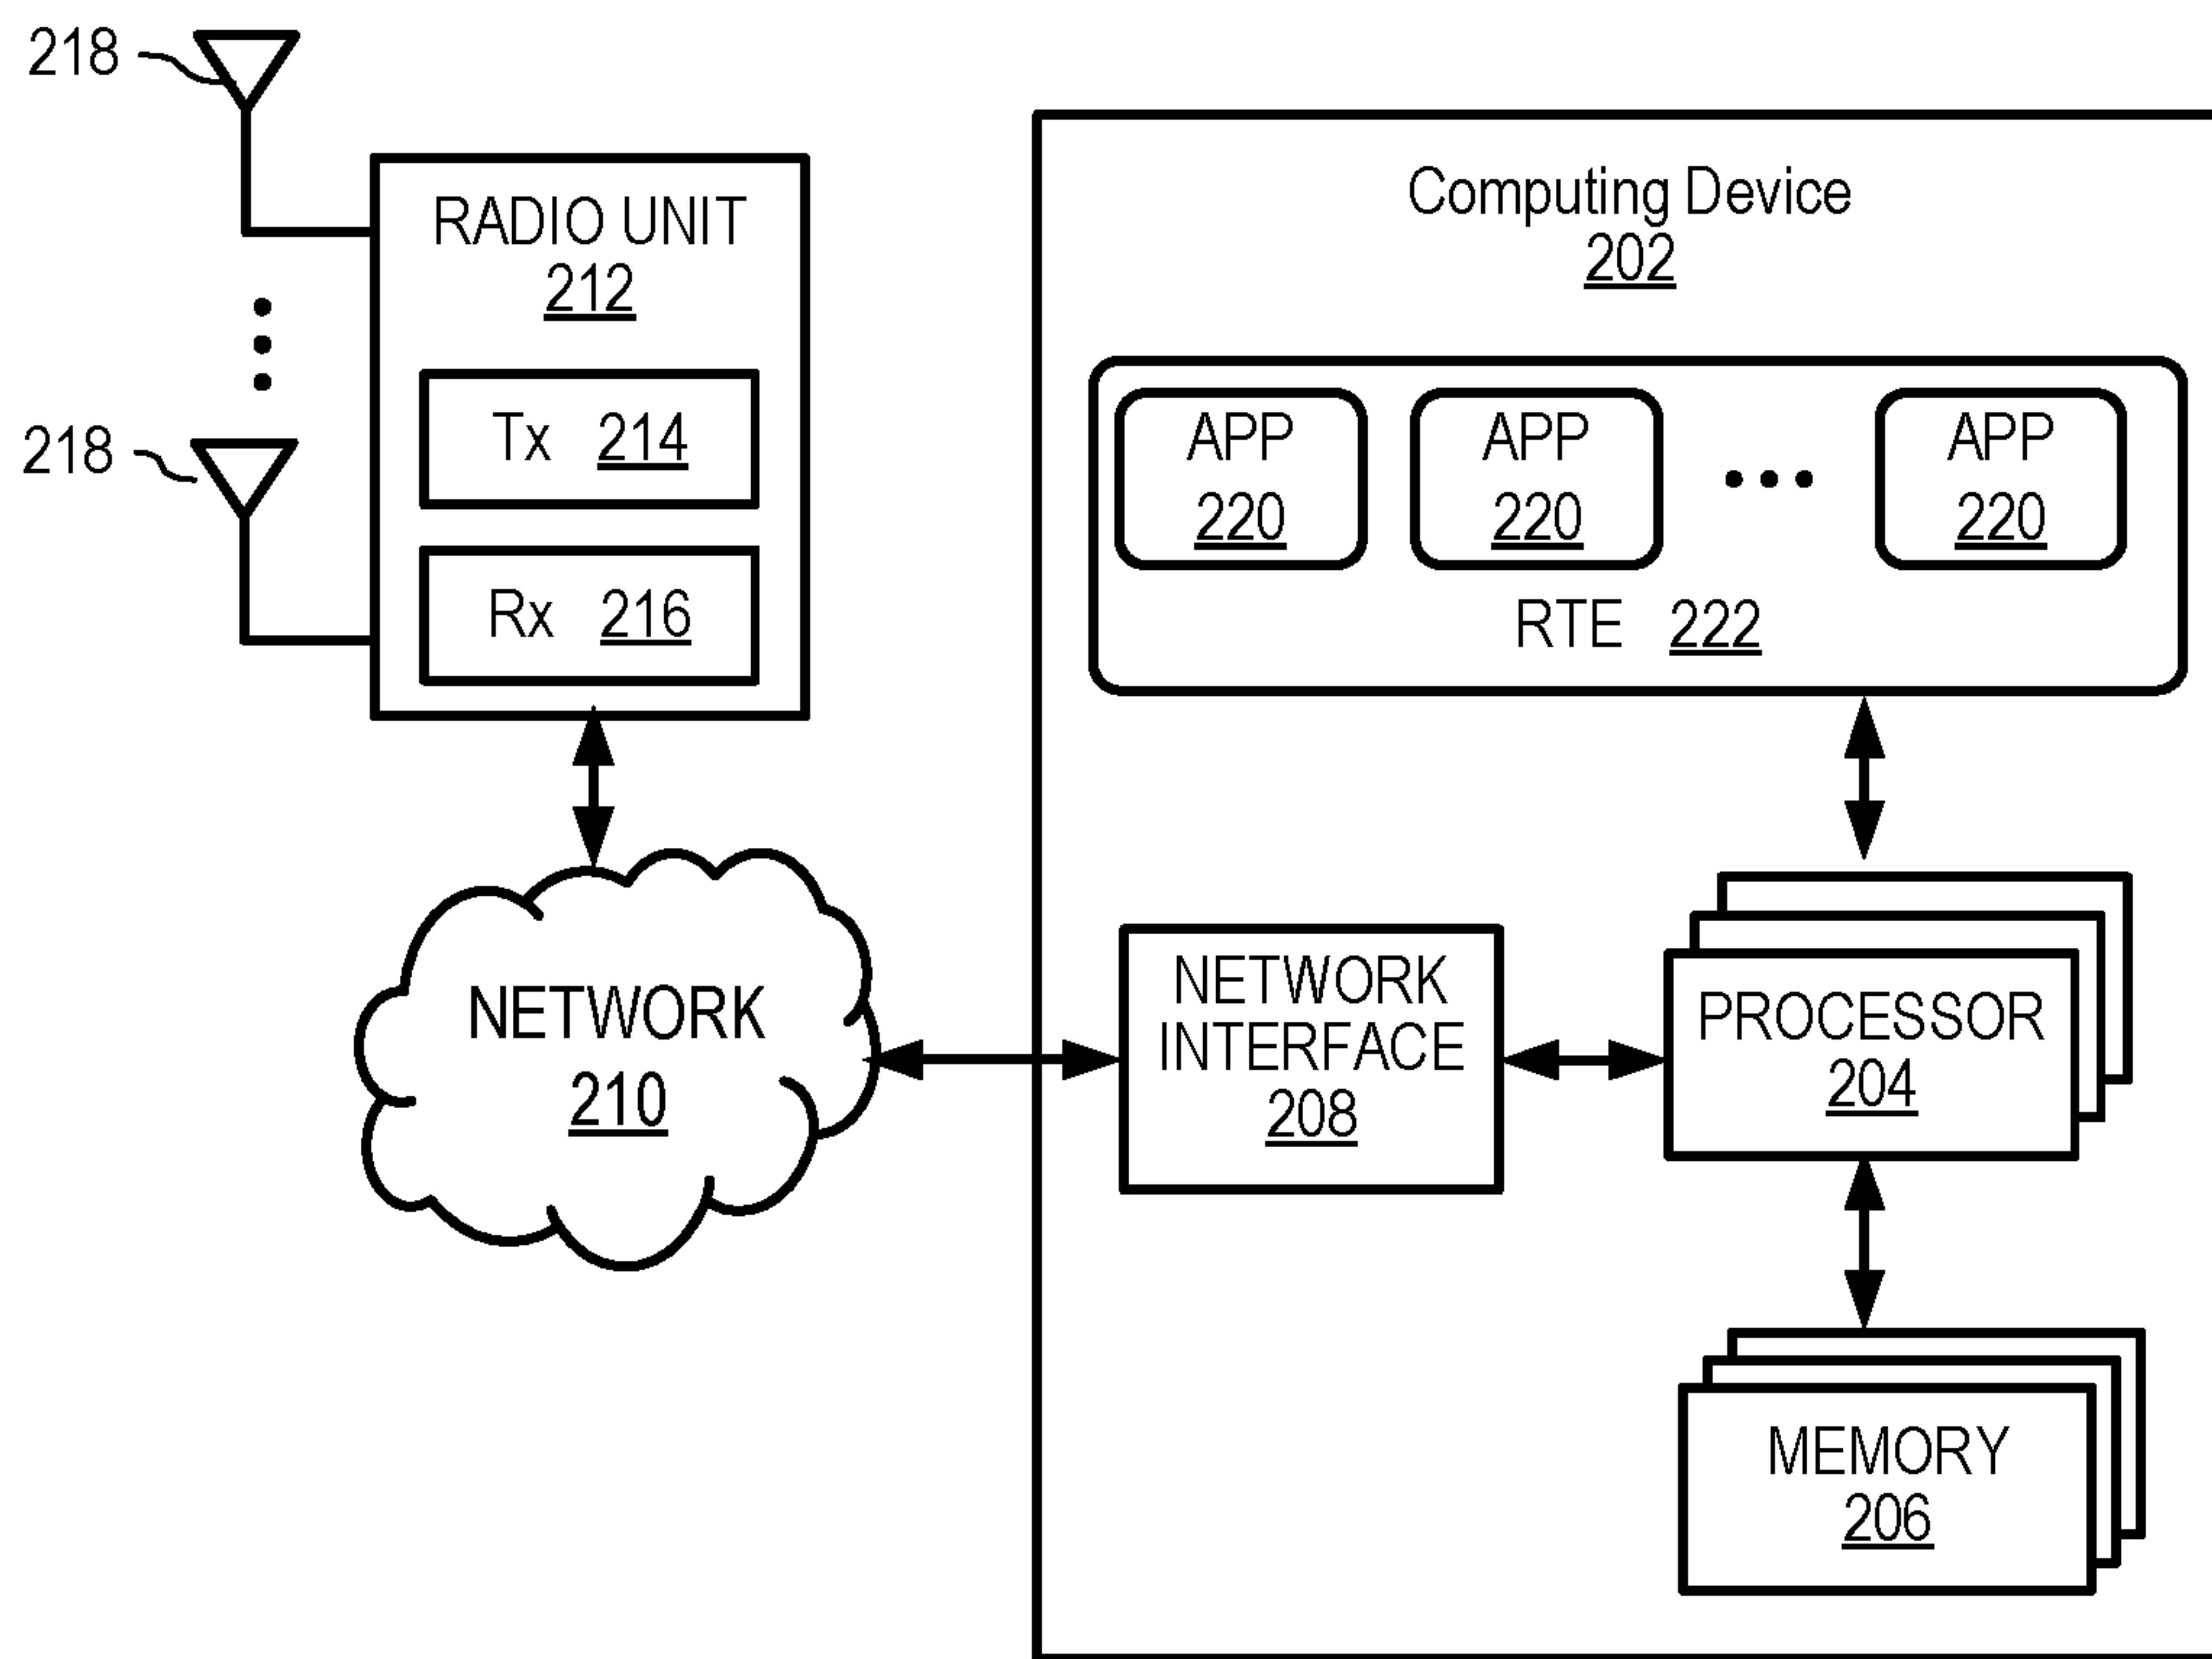 218
RADIO UNIT
212
Tx 214
Rx 216
218
Computing Device
202
APP
220
APP
220
APP
220
RTE 222
NETWORK
210
NETWORK
INTERFACE
208
PROCESSOR
204
MEMORY
206